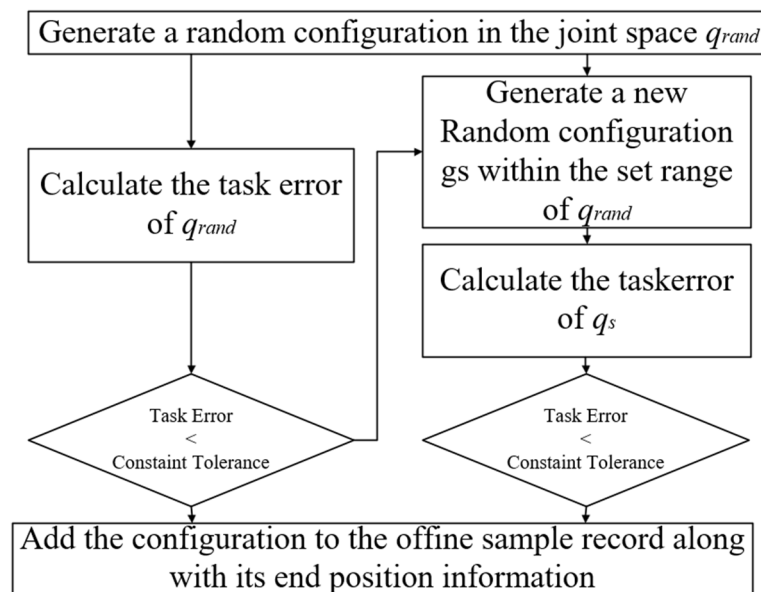 Generate a random configuration in the joint space qrand
Calculate the task error
of qrand
Task Error
<
Constaint Tolerance
Generate a new
Random configuration
gs within the set range
of qrand
Calculate the taskerror
of qs
Task Error
<
Constaint Tolerance
Add the configuration to the offine sample record along
with its end position information